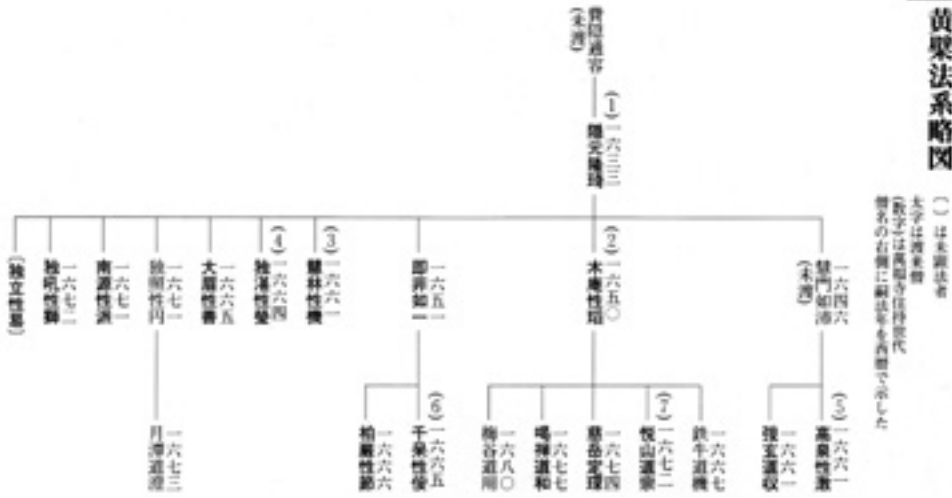 黄檗法系略図
〔 〕は未嗣法者
太字は渡来僧
(数字)は萬福寺住持世代
僧名の右側に嗣法年を西暦で示した
費隠通容
(未渡)
(1)一六三三
隠元隆琦
一六四六
慧門如沛
(未渡)
(2)一六五〇
木庵性瑫
一六五一
即非如一
(3)一六六一
慧林性機
(4)一六六四
独湛性瑩
一六六五
大眉性善
一六七一
独照性円
一六七一
南源性派
一六七二
独吼性獅
〔独立性易〕
(5)一六六一
高泉性潡
一六六一
強玄道収
一六六七
鉄牛道機
(7)一六七二
悦山道宗
一六七四
慈岳定琛
一六七七
喝禅道和
一六八〇
梅谷道用
(6)一六六五
千呆性侒
一六六六
柏巌性節
一六七三
月潭道澄